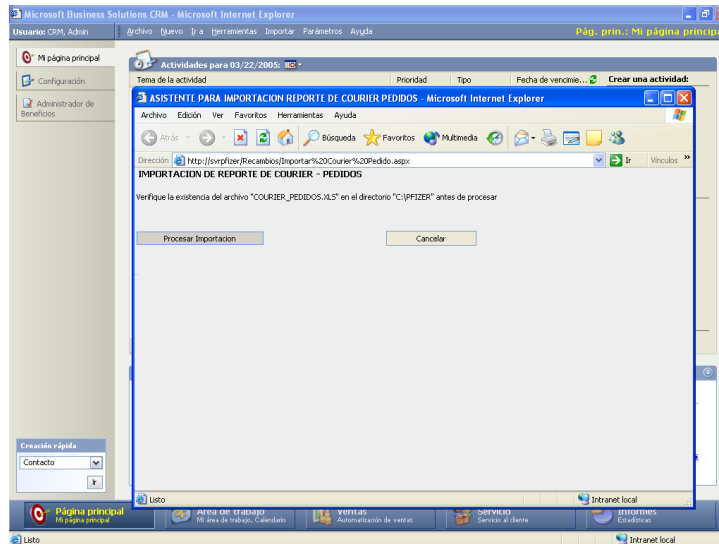 Microsoft Business Solutions CRM - Microsoft Internet Explorer
Usuario: CRM, Admin
Archivo Nuevo Ir a Herramientas Importar Parámetros Ayuda
Pág. prin.: Mi página princip
Mi página principal
Configuración
Administrador de
Beneficios
Actividades para 03/22/2005:
Tema de la actividad Prioridad Tipo Fecha de vencimie... Crear una actividad:
ASISTENTE PARA IMPORTACION REPORTE DE COURIER PEDIDOS - Microsoft Internet Explorer
Archivo Edición Ver Favoritos Herramientas Ayuda
Atrás Búsqueda Favoritos Multimedia
Dirección http://svrpfizer/Recambios/Importar%20Courier%20Pedido.aspx Ir Vínculos »
IMPORTACION DE REPORTE DE COURIER - PEDIDOS
Verifique la existencia del archivo "COURIER_PEDIDOS.XLS" en el directorio "C:\PFIZER" antes de procesar
Procesar Importacion Cancelar
Listo Intranet local
Creación rápida
Contacto
Ir
Página principal
Mi página principal
Área de trabajo
Mi área de trabajo, Calendario
Ventas
Automatización de ventas
Servicio
Servicio al cliente
Informes
Estadísticas
Listo Intranet local